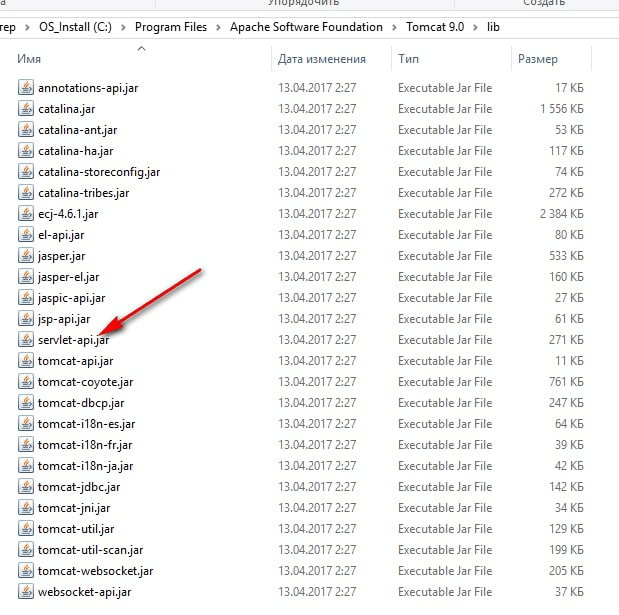 Упорядочить Создать
OS_Install (C:) › Program Files › Apache Software Foundation › Tomcat 9.0 › lib
Имя Дата изменения Тип Размер
annotations-api.jar 13.04.2017 2:27 Executable Jar File 17 КБ
catalina.jar 13.04.2017 2:27 Executable Jar File 1 556 КБ
catalina-ant.jar 13.04.2017 2:27 Executable Jar File 53 КБ
catalina-ha.jar 13.04.2017 2:27 Executable Jar File 117 КБ
catalina-storeconfig.jar 13.04.2017 2:27 Executable Jar File 74 КБ
catalina-tribes.jar 13.04.2017 2:27 Executable Jar File 272 КБ
ecj-4.6.1.jar 13.04.2017 2:27 Executable Jar File 2 384 КБ
el-api.jar 13.04.2017 2:27 Executable Jar File 80 КБ
jasper.jar 13.04.2017 2:27 Executable Jar File 533 КБ
jasper-el.jar 13.04.2017 2:27 Executable Jar File 160 КБ
jaspic-api.jar 13.04.2017 2:27 Executable Jar File 27 КБ
jsp-api.jar 13.04.2017 2:27 Executable Jar File 61 КБ
servlet-api.jar 13.04.2017 2:27 Executable Jar File 271 КБ
tomcat-api.jar 13.04.2017 2:27 Executable Jar File 11 КБ
tomcat-coyote.jar 13.04.2017 2:27 Executable Jar File 761 КБ
tomcat-dbcp.jar 13.04.2017 2:27 Executable Jar File 247 КБ
tomcat-i18n-es.jar 13.04.2017 2:27 Executable Jar File 64 КБ
tomcat-i18n-fr.jar 13.04.2017 2:27 Executable Jar File 39 КБ
tomcat-i18n-ja.jar 13.04.2017 2:27 Executable Jar File 42 КБ
tomcat-jdbc.jar 13.04.2017 2:27 Executable Jar File 142 КБ
tomcat-jni.jar 13.04.2017 2:27 Executable Jar File 34 КБ
tomcat-util.jar 13.04.2017 2:27 Executable Jar File 129 КБ
tomcat-util-scan.jar 13.04.2017 2:27 Executable Jar File 199 КБ
tomcat-websocket.jar 13.04.2017 2:27 Executable Jar File 205 КБ
websocket-api.jar 13.04.2017 2:27 Executable Jar File 37 КБ